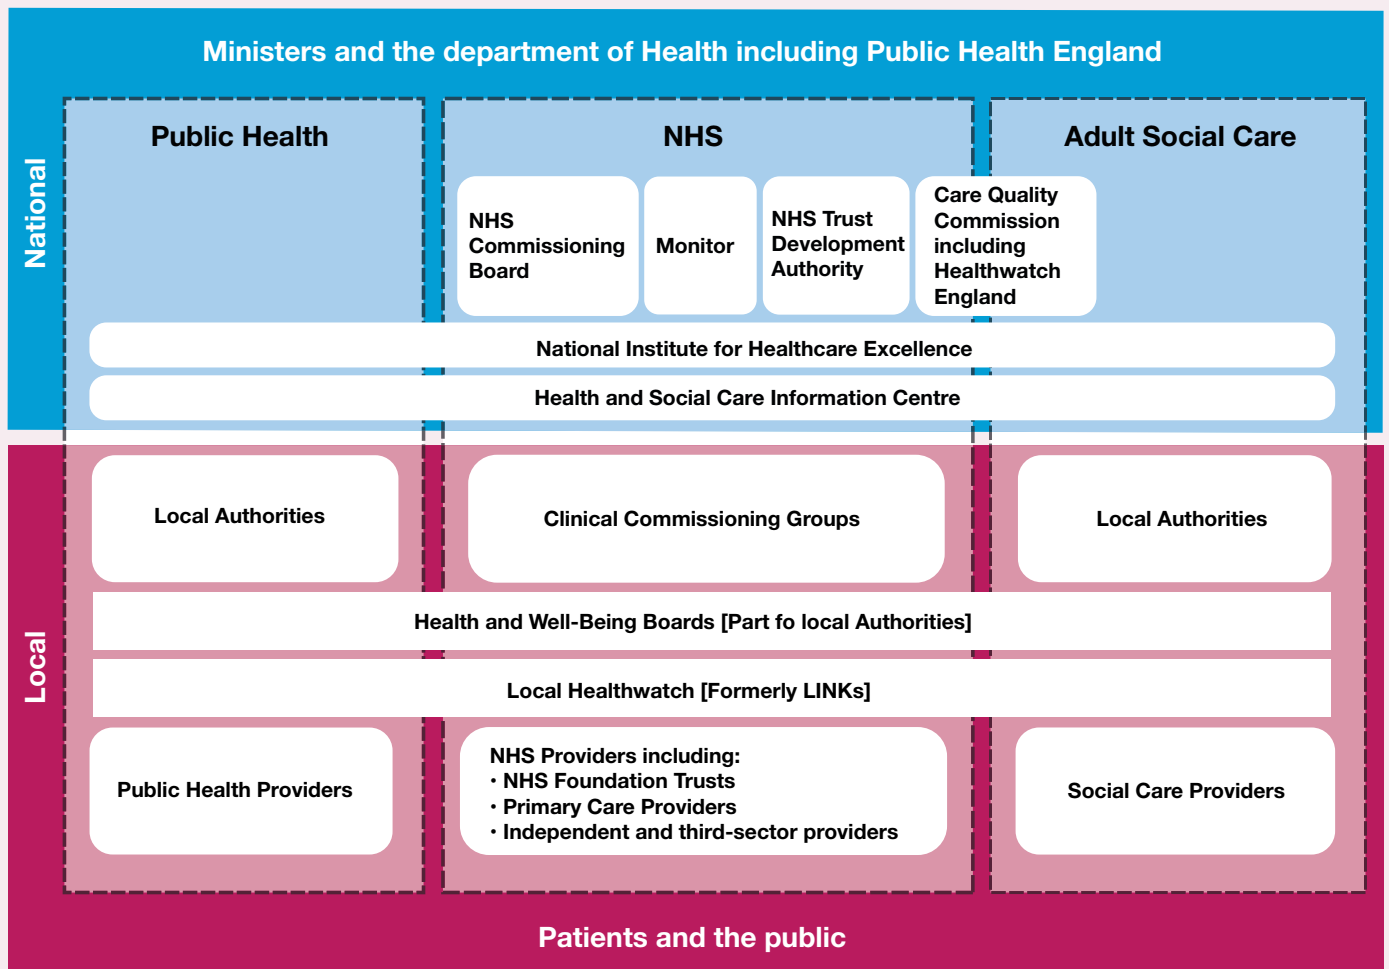 Ministers and the department of Health including Public Health England
National
Public Health
NHS
Adult Social Care
NHS
Commissioning
Board
Monitor
NHS Trust
Development
Authority
Care Quality
Commission
including
Healthwatch
England
National Institute for Healthcare Excellence
Health and Social Care Information Centre
Local
Local Authorities
Clinical Commissioning Groups
Local Authorities
Health and Well-Being Boards [Part fo local Authorities]
Local Healthwatch [Formerly LINKs]
Public Health Providers
NHS Providers including:
· NHS Foundation Trusts
· Primary Care Providers
· Independent and third-sector providers
Social Care Providers
Patients and the public